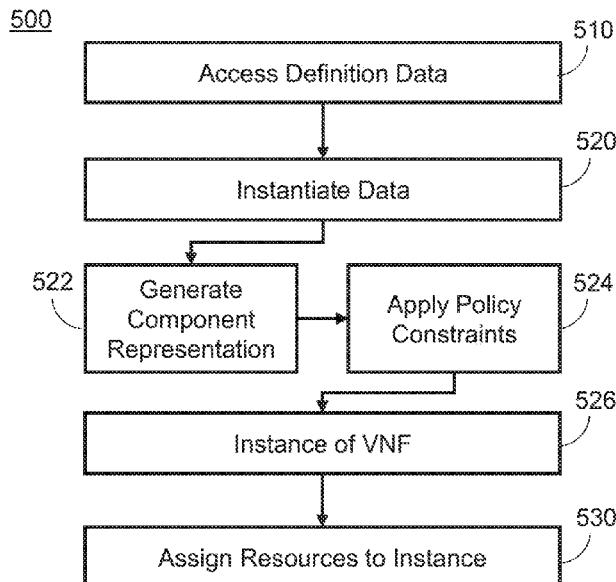 500
510
Access Definition Data
520
Instantiate Data
522
Generate
Component
Representation
524
Apply Policy
Constraints
526
Instance of VNF
530
Assign Resources to Instance